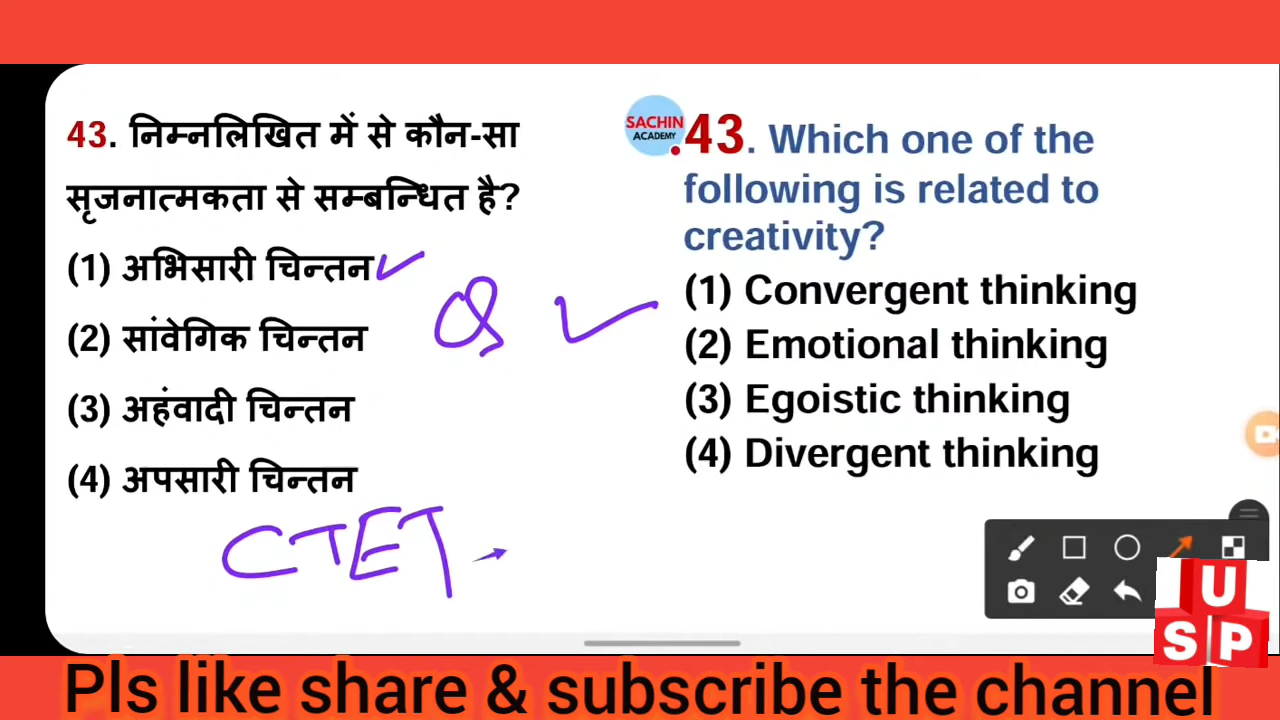 43. निम्नलिखित में से कौन-सा
सृजनात्मकता से सम्बन्धित है?
(1) अभिसारी चिन्तन
(2) सांवेगिक चिन्तन
(3) अहंवादी चिन्तन
(4) अपसारी चिन्तन
CTET
SACHIN
ACADEMY
.43. Which one of the
following is related to
creativity?
(1) Convergent thinking
(2) Emotional thinking
(3) Egoistic thinking
(4) Divergent thinking
U
S P
Pls like share & subscribe the channel